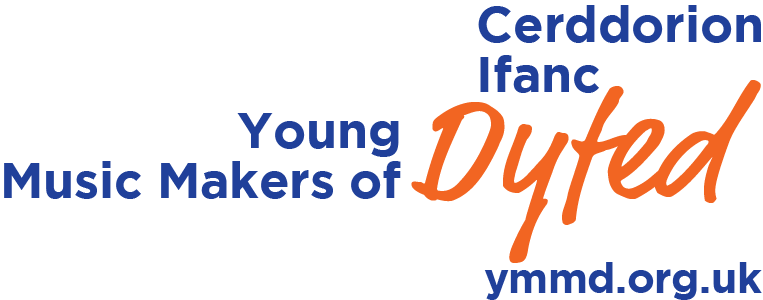 Cerddorion
Ifanc
Young
Music Makers of
Dyfed
ymmd.org.uk